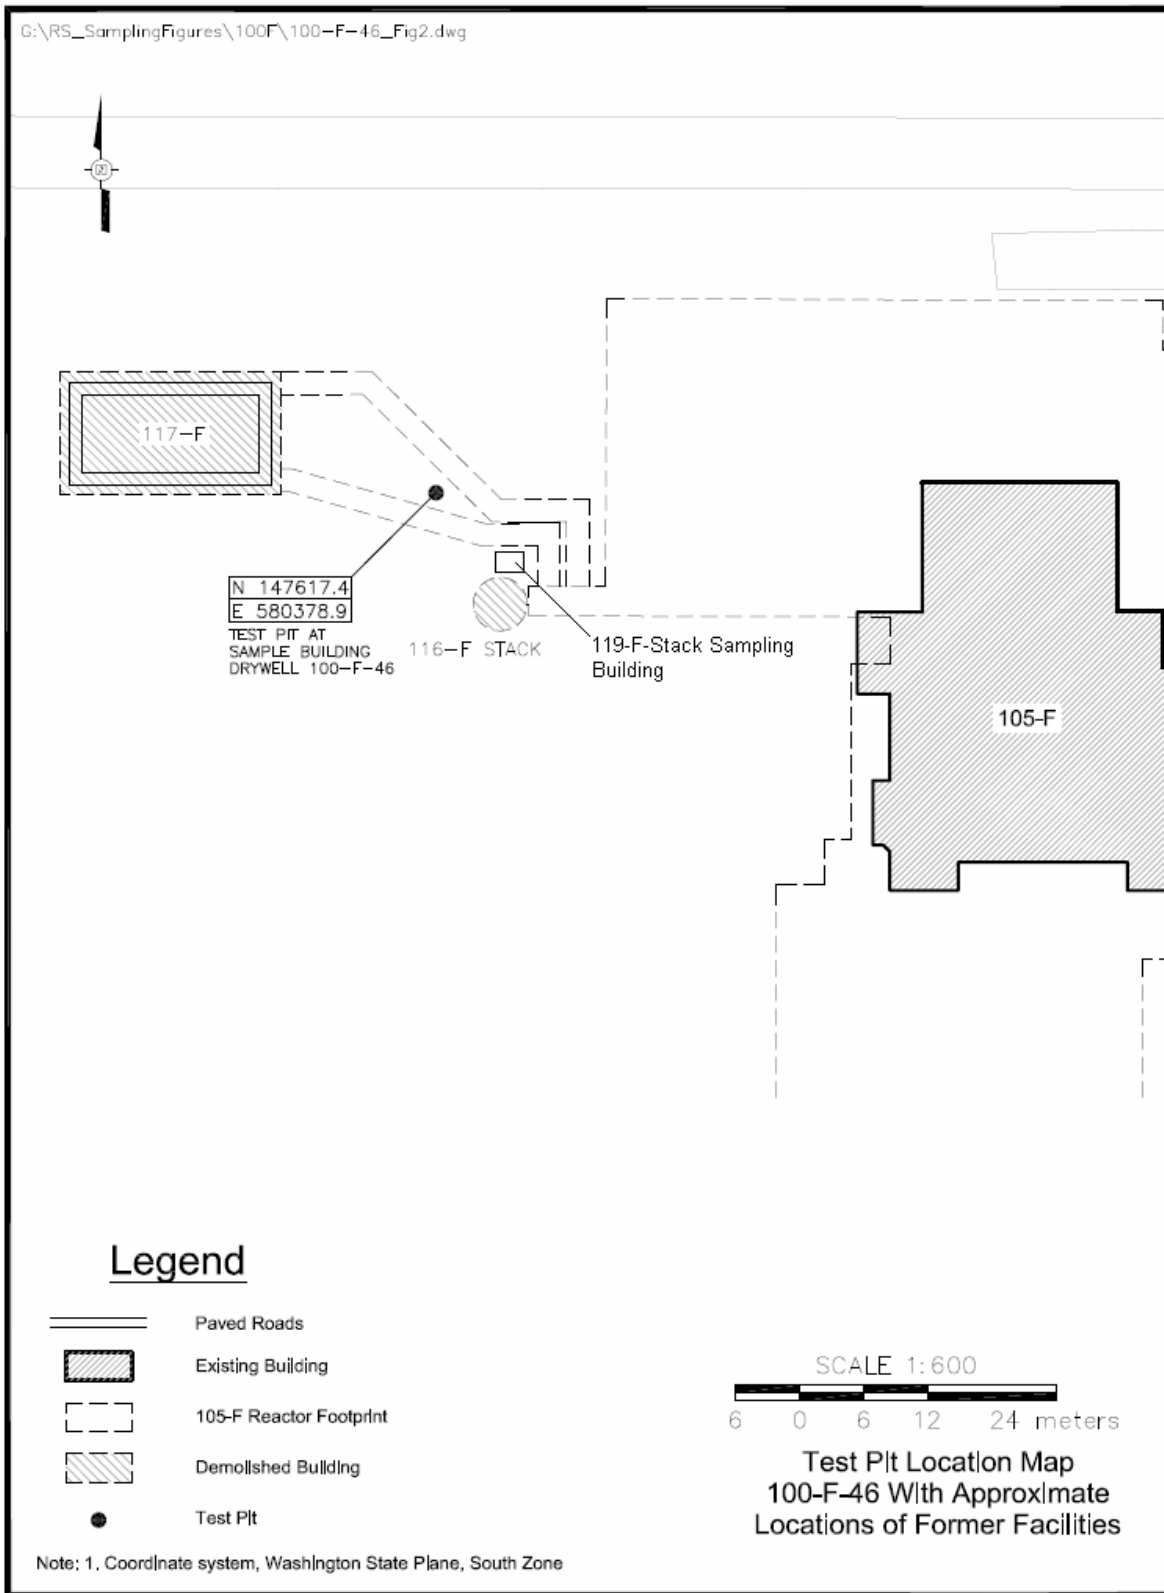 G:\RS_SamplingFigures\100F\100-F-46_Fig2.dwg
N
117-F
N 147617.4
E 580378.9
TEST PIT AT
SAMPLE BUILDING
DRYWELL 100-F-46
116-F STACK
119-F-Stack Sampling
Building
105-F
Legend
Paved Roads
Existing Building
105-F Reactor Footprint
Demolished Building
Test Pit
SCALE 1:600
6 0 6 12 24 meters
Test Pit Location Map
100-F-46 With Approximate
Locations of Former Facilities
Note: 1. Coordinate system, Washington State Plane, South Zone